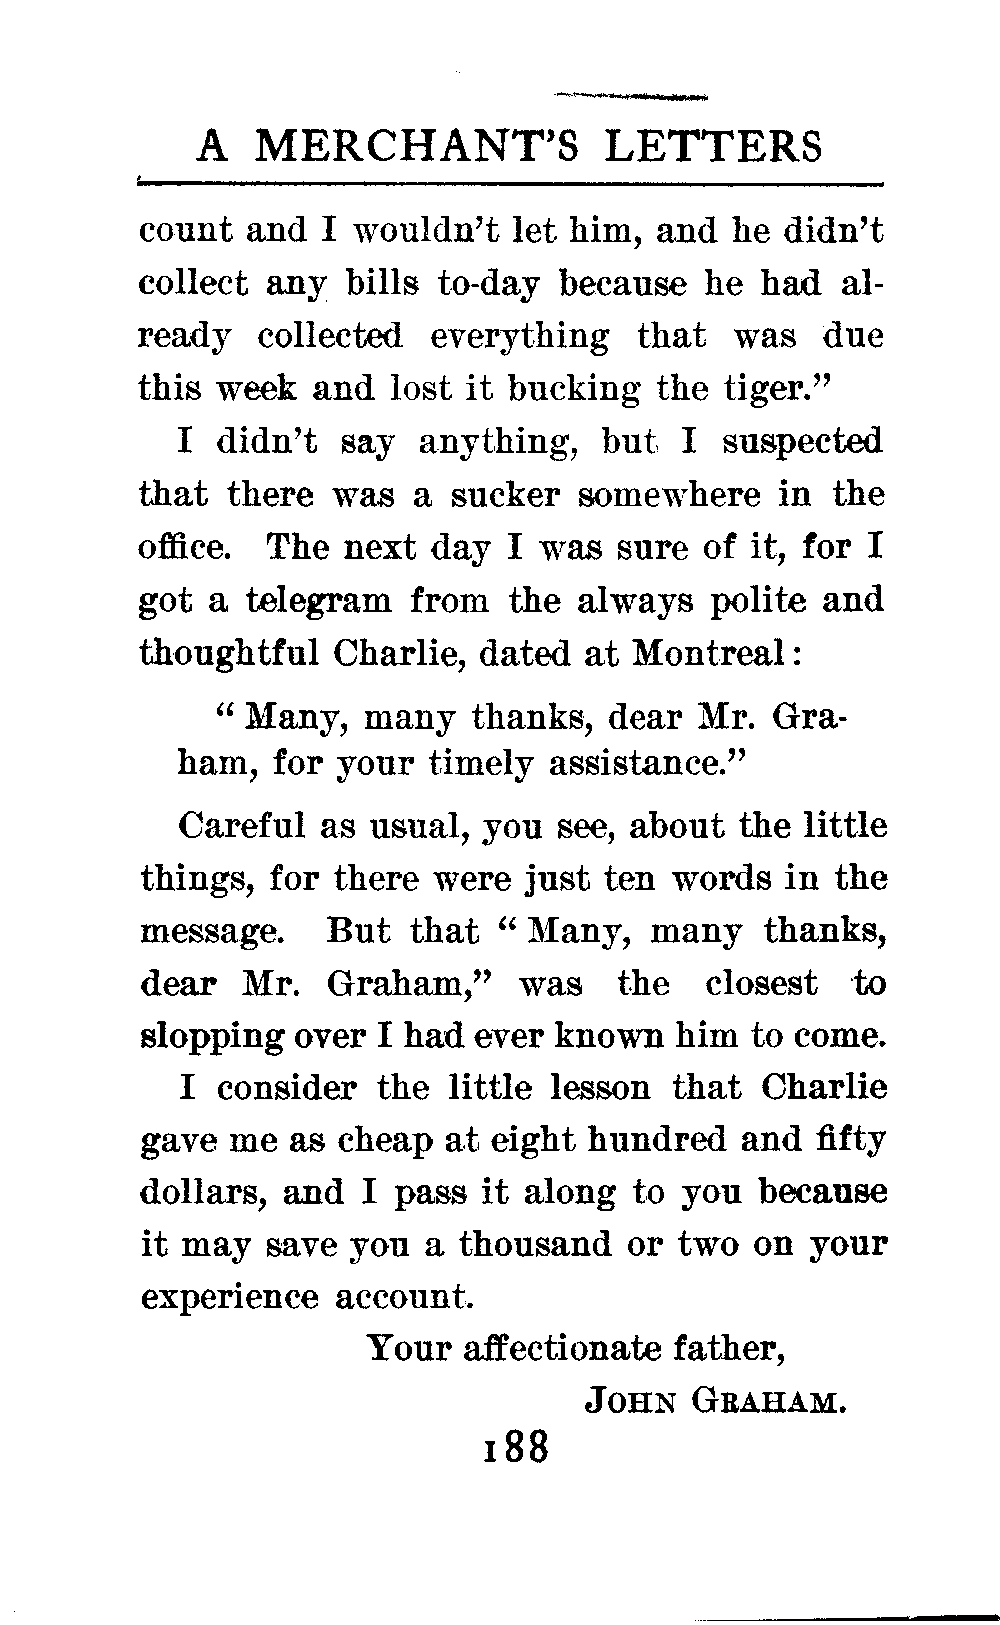 A MERCHANT'S LETTERS
count and I wouldn't let him, and he didn't
collect any bills to-day because he had al-
ready collected everything that was due
this week and lost it bucking the tiger."
I didn't say anything, but I suspected
that there was a sucker somewhere in the
office. The next day I was sure of it, for I
got a telegram from the always polite and
thoughtful Charlie, dated at Montreal:
"Many, many thanks, dear Mr. Gra-
ham, for your timely assistance."
Careful as usual, you see, about the little
things, for there were just ten words in the
message. But that "Many, many thanks,
dear Mr. Graham," was the closest to
slopping over I had ever known him to come.
I consider the little lesson that Charlie
gave me as cheap at eight hundred and fifty
dollars, and I pass it along to you because
it may save you a thousand or two on your
experience account.
Your affectionate father,
JOHN GRAHAM.
188